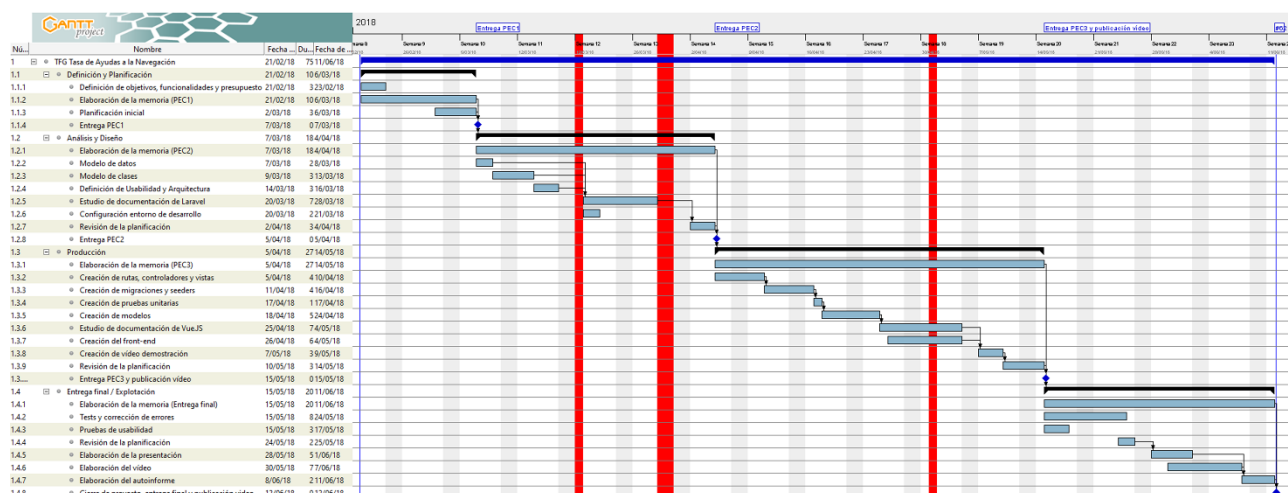 GANTT project
2018
Entrega PEC1
Entrega PEC2
Entrega PEC3 y publicación vídeo
Nú... Nombre Fecha ... Du... Fecha de ...
Semana 8 Semana 9 Semana 10 Semana 11 Semana 12 Semana 13 Semana 14 Semana 15 Semana 16 Semana 17 Semana 18 Semana 19 Semana 20 Semana 21 Semana 22 Semana 23
1 TFG Tasa de Ayudas a la Navegación 21/02/18 75 11/06/18
1.1 Definición y Planificación 21/02/18 10 6/03/18
1.1.1 Definición de objetivos, funcionalidades y presupuesto 21/02/18 3 23/02/18
1.1.2 Elaboración de la memoria (PEC1) 21/02/18 10 6/03/18
1.1.3 Planificación inicial 2/03/18 3 6/03/18
1.1.4 Entrega PEC1 7/03/18 0 7/03/18
1.2 Análisis y Diseño 7/03/18 18 4/04/18
1.2.1 Elaboración de la memoria (PEC2) 7/03/18 18 4/04/18
1.2.2 Modelo de datos 7/03/18 2 8/03/18
1.2.3 Modelo de clases 9/03/18 3 13/03/18
1.2.4 Definición de Usabilidad y Arquitectura 14/03/18 3 16/03/18
1.2.5 Estudio de documentación de Laravel 20/03/18 7 28/03/18
1.2.6 Configuración entorno de desarrollo 20/03/18 2 21/03/18
1.2.7 Revisión de la planificación 2/04/18 3 4/04/18
1.2.8 Entrega PEC2 5/04/18 0 5/04/18
1.3 Producción 5/04/18 27 14/05/18
1.3.1 Elaboración de la memoria (PEC3) 5/04/18 27 14/05/18
1.3.2 Creación de rutas, controladores y vistas 5/04/18 4 10/04/18
1.3.3 Creación de migraciones y seeders 11/04/18 4 16/04/18
1.3.4 Creación de pruebas unitarias 17/04/18 1 17/04/18
1.3.5 Creación de modelos 18/04/18 5 24/04/18
1.3.6 Estudio de documentación de VueJS 25/04/18 7 4/05/18
1.3.7 Creación del front-end 26/04/18 6 4/05/18
1.3.8 Creación de vídeo demostración 7/05/18 3 9/05/18
1.3.9 Revisión de la planificación 10/05/18 3 14/05/18
1.3.... Entrega PEC3 y publicación vídeo 15/05/18 0 15/05/18
1.4 Entrega final / Explotación 15/05/18 20 11/06/18
1.4.1 Elaboración de la memoria (Entrega final) 15/05/18 20 11/06/18
1.4.2 Tests y corrección de errores 15/05/18 8 24/05/18
1.4.3 Pruebas de usabilidad 15/05/18 3 17/05/18
1.4.4 Revisión de la planificación 24/05/18 2 25/05/18
1.4.5 Elaboración de la presentación 28/05/18 5 1/06/18
1.4.6 Elaboración del vídeo 30/05/18 7 7/06/18
1.4.7 Elaboración del autoinforme 8/06/18 2 11/06/18